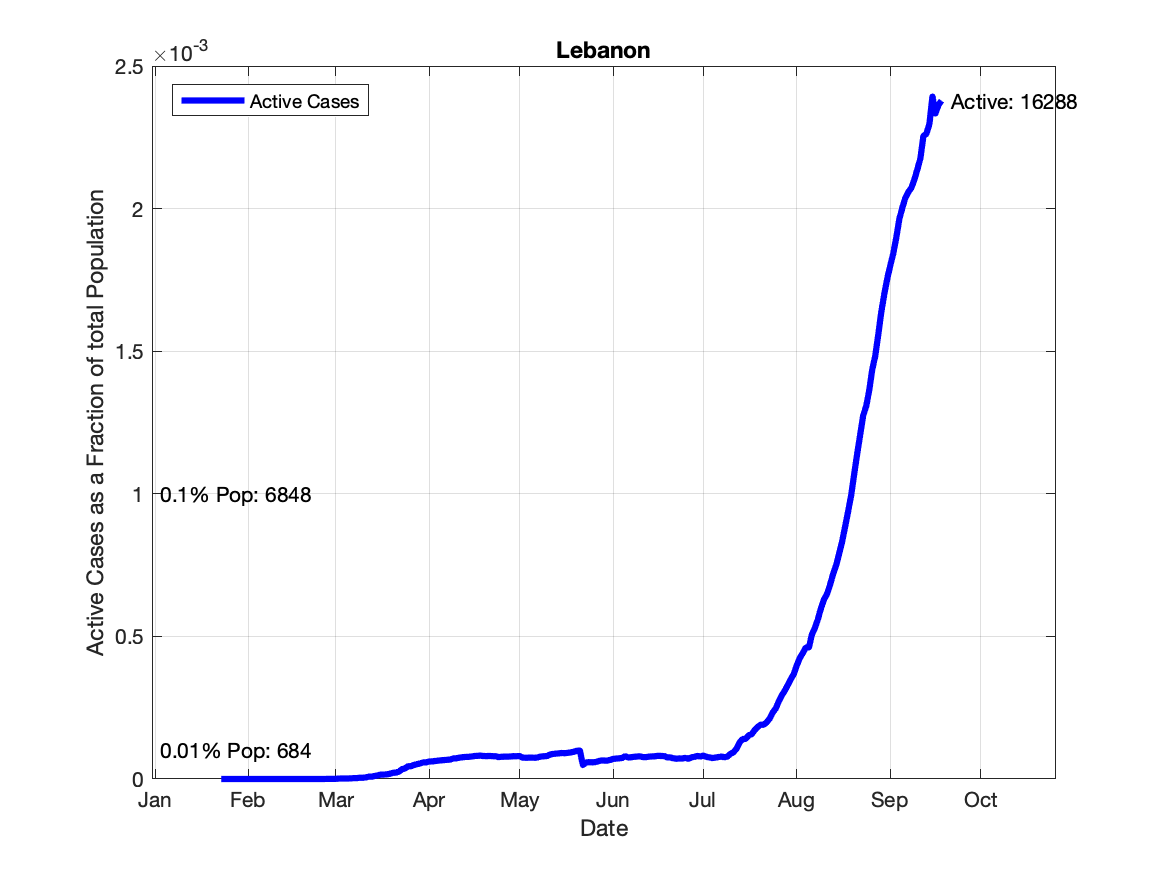 Lebanon
×10-3
2.5
2
1.5
1
0.5
0
Active Cases
Active: 16288
0.1% Pop: 6848
0.01% Pop: 684
Active Cases as a Fraction of total Population
Jan Feb Mar Apr May Jun Jul Aug Sep Oct
Date